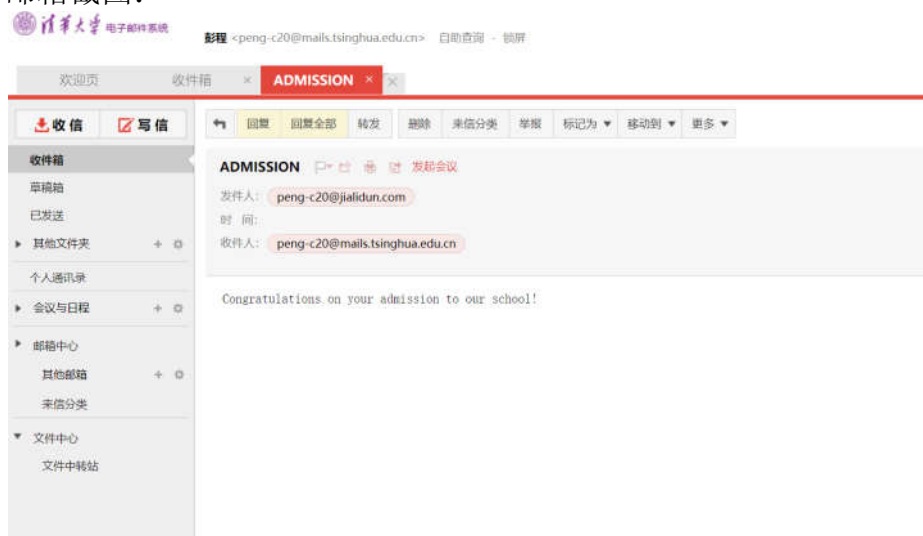 邮箱截图：
清华大学 电子邮件系统
彭程 <peng-c20@mails.tsinghua.edu.cn> 自助查询 - 锁屏
欢迎页 收件箱 × ADMISSION × ×
收信 写信
回复 回复全部 转发 删除 来信分类 举报 标记为 ▼ 移动到 ▼ 更多 ▼
收件箱
草稿箱
已发送
其他文件夹 +
个人通讯录
会议与日程 +
邮箱中心
其他邮箱 +
来信分类
文件中心
文件中转站
ADMISSION 发起会议
发件人: peng-c20@jialidun.com
时 间:
收件人: peng-c20@mails.tsinghua.edu.cn
Congratulations on your admission to our school!